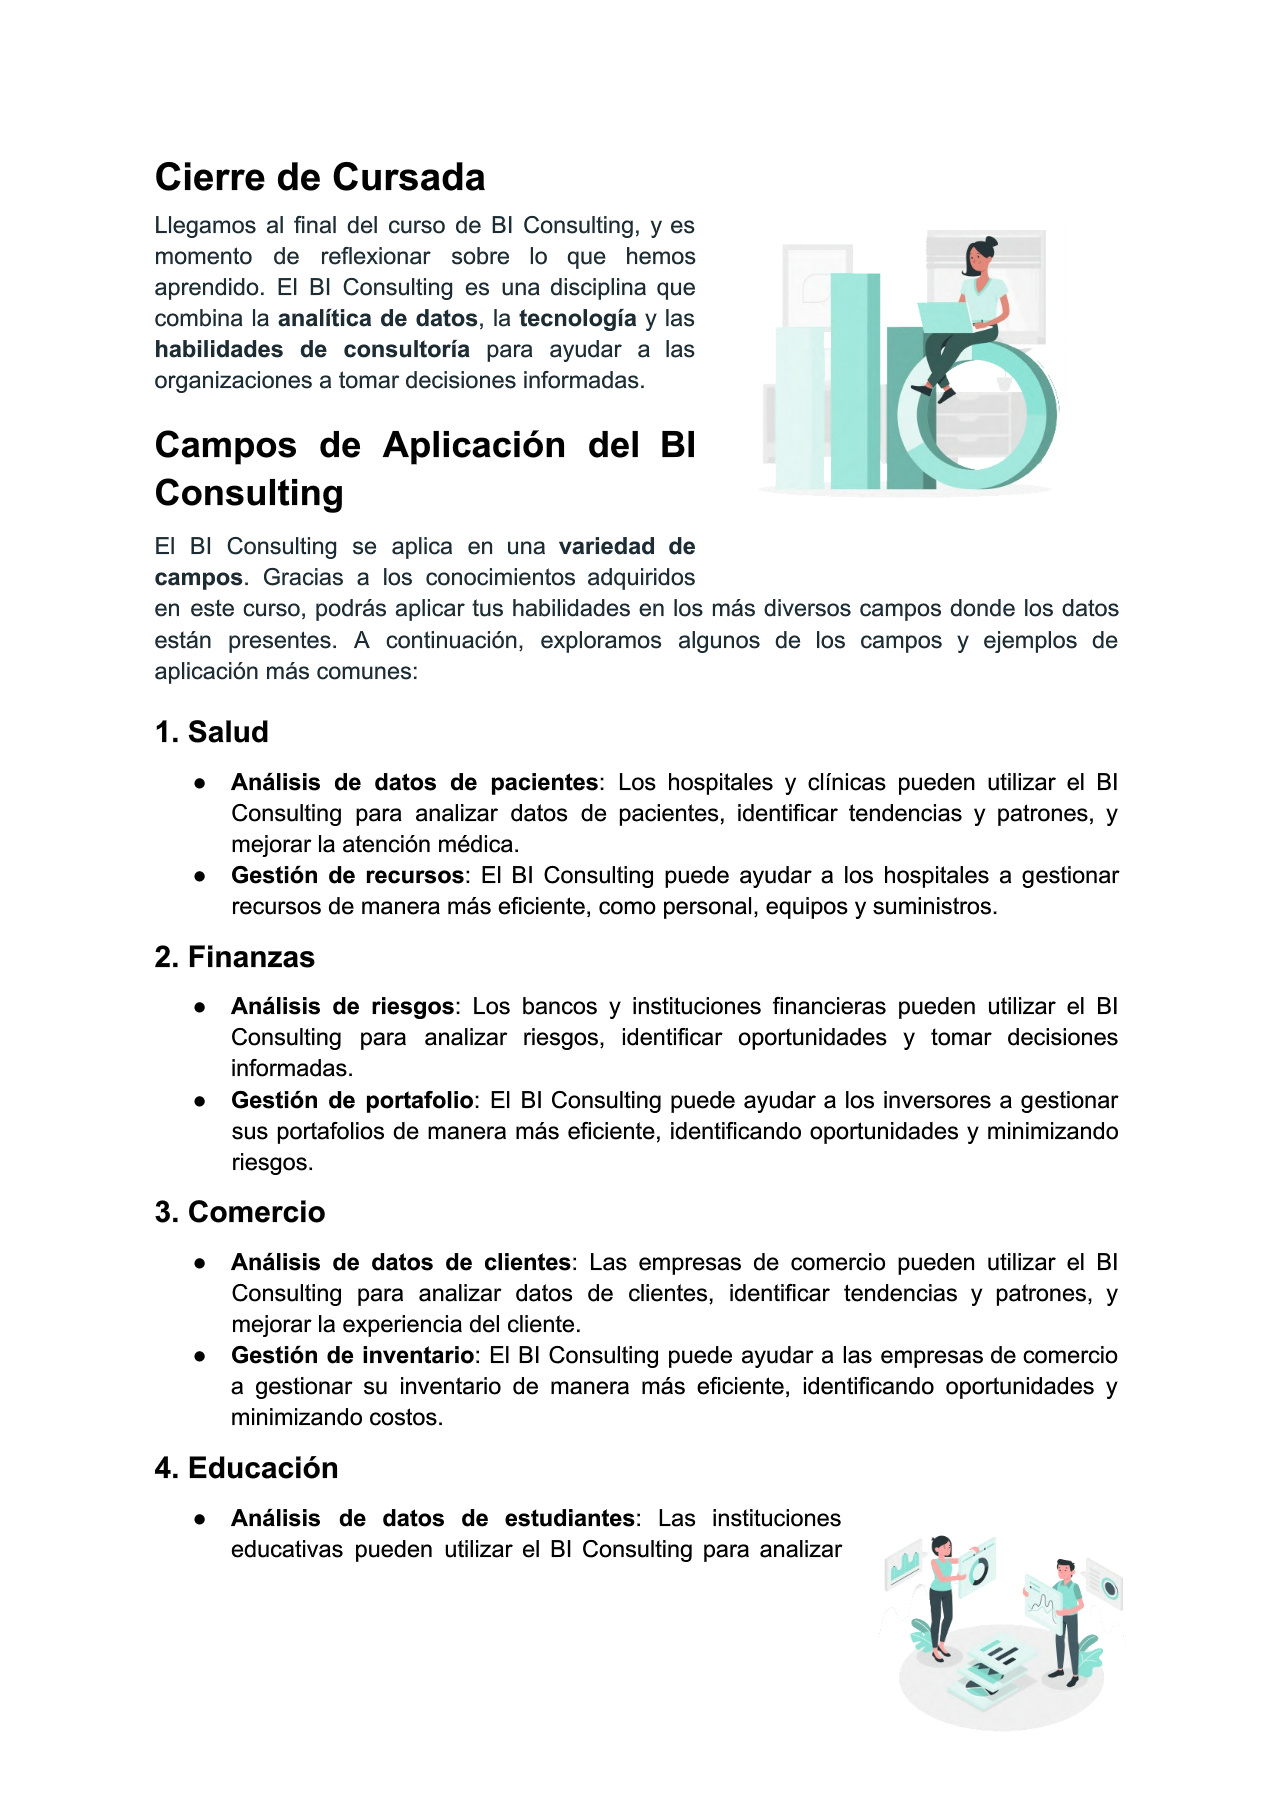 Cierre de Cursada
Llegamos al final del curso de BI Consulting, y es
momento de reflexionar sobre lo que hemos
aprendido. El BI Consulting es una disciplina que
combina la analítica de datos, la tecnología y las
habilidades de consultoría para ayudar a las
organizaciones a tomar decisiones informadas.
Campos de Aplicación del BI
Consulting
El BI Consulting se aplica en una variedad de
campos. Gracias a los conocimientos adquiridos
en este curso, podrás aplicar tus habilidades en los más diversos campos donde los datos
están presentes. A continuación, exploramos algunos de los campos y ejemplos de
aplicación más comunes:
1. Salud
● Análisis de datos de pacientes: Los hospitales y clínicas pueden utilizar el BI
Consulting para analizar datos de pacientes, identificar tendencias y patrones, y
mejorar la atención médica.
● Gestión de recursos: El BI Consulting puede ayudar a los hospitales a gestionar
recursos de manera más eficiente, como personal, equipos y suministros.
2. Finanzas
● Análisis de riesgos: Los bancos y instituciones financieras pueden utilizar el BI
Consulting para analizar riesgos, identificar oportunidades y tomar decisiones
informadas.
● Gestión de portafolio: El BI Consulting puede ayudar a los inversores a gestionar
sus portafolios de manera más eficiente, identificando oportunidades y minimizando
riesgos.
3. Comercio
● Análisis de datos de clientes: Las empresas de comercio pueden utilizar el BI
Consulting para analizar datos de clientes, identificar tendencias y patrones, y
mejorar la experiencia del cliente.
● Gestión de inventario: El BI Consulting puede ayudar a las empresas de comercio
a gestionar su inventario de manera más eficiente, identificando oportunidades y
minimizando costos.
4. Educación
● Análisis de datos de estudiantes: Las instituciones
educativas pueden utilizar el BI Consulting para analizar